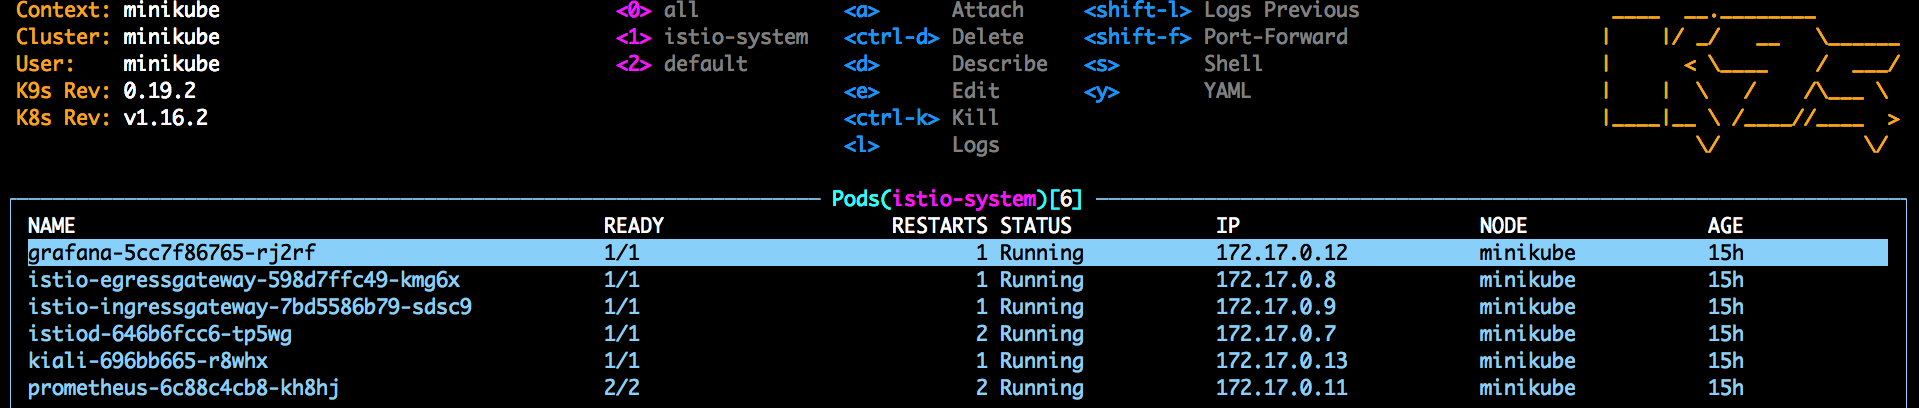 Context: minikube <0> all <a> Attach <shift-l> Logs Previous
Cluster: minikube <1> istio-system <ctrl-d> Delete <shift-f> Port-Forward
User: minikube <2> default <d> Describe <s> Shell
K9s Rev: 0.19.2 <e> Edit <y> YAML
K8s Rev: v1.16.2 <ctrl-k> Kill
<l> Logs
Pods(istio-system)[6]
NAME READY RESTARTS STATUS IP NODE AGE
grafana-5cc7f86765-rj2rf 1/1 1 Running 172.17.0.12 minikube 15h
istio-egressgateway-598d7ffc49-kmg6x 1/1 1 Running 172.17.0.8 minikube 15h
istio-ingressgateway-7bd5586b79-sdsc9 1/1 1 Running 172.17.0.9 minikube 15h
istiod-646b6fcc6-tp5wg 1/1 2 Running 172.17.0.7 minikube 15h
kiali-696bb665-r8whx 1/1 1 Running 172.17.0.13 minikube 15h
prometheus-6c88c4cb8-kh8hj 2/2 2 Running 172.17.0.11 minikube 15h